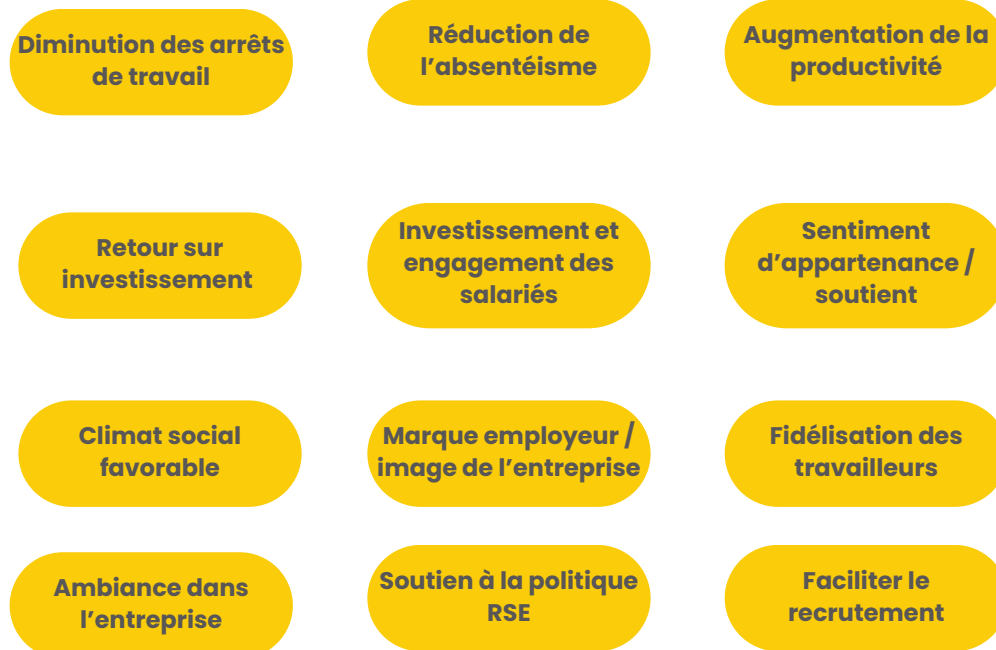 Diminution des arrêts
de travail
Réduction de
l’absentéisme
Augmentation de la
productivité
Retour sur
investissement
Investissement et
engagement des
salariés
Sentiment
d’appartenance /
soutient
Climat social
favorable
Marque employeur /
image de l’entreprise
Fidélisation des
travailleurs
Ambiance dans
l’entreprise
Soutien à la politique
RSE
Faciliter le
recrutement